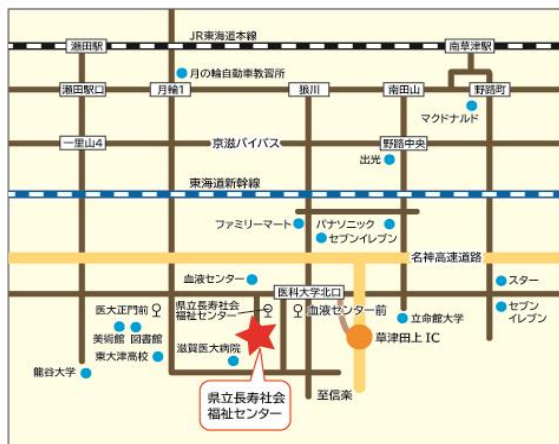 JR東海道本線
瀬田駅
南草津駅
月の輪自動車教習所
瀬田駅口
月輪1
狼川
南田山
野路町
マクドナルド
一里山4
京滋バイパス
野路中央
出光
東海道新幹線
ファミリーマート
パナソニック
セブンイレブン
名神高速道路
血液センター
医科大学北口
スター
医大正門前
県立長寿社会
福祉センター
血液センター前
立命館大学
セブン
イレブン
美術館
図書館
草津田上IC
東大津高校
滋賀医大病院
龍谷大学
県立長寿社会
福祉センター
至信楽